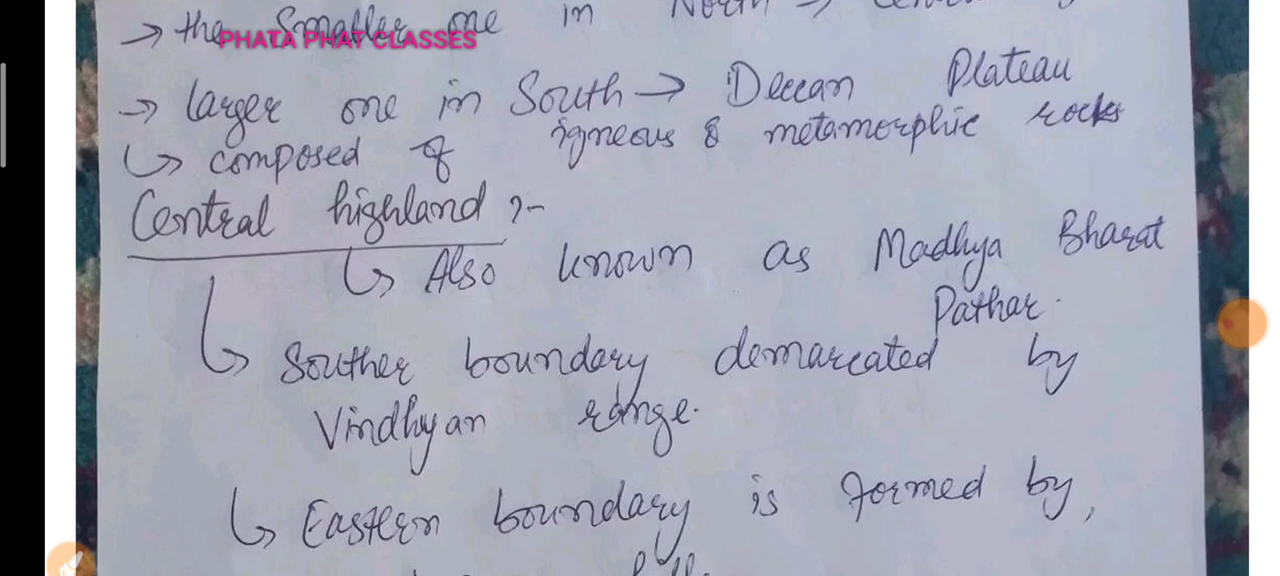 → the Smaller one in North →
PHATA PHAT CLASSES
→ larger one in South → Deccan Plateau
↳ composed of igneous & metamorphic rocks
Central highland :-
↳ Also known as Madhya Bharat
Pathar.
↳ Souther boundary demarcated by
Vindhyan range.
↳ Eastern boundary is formed by,